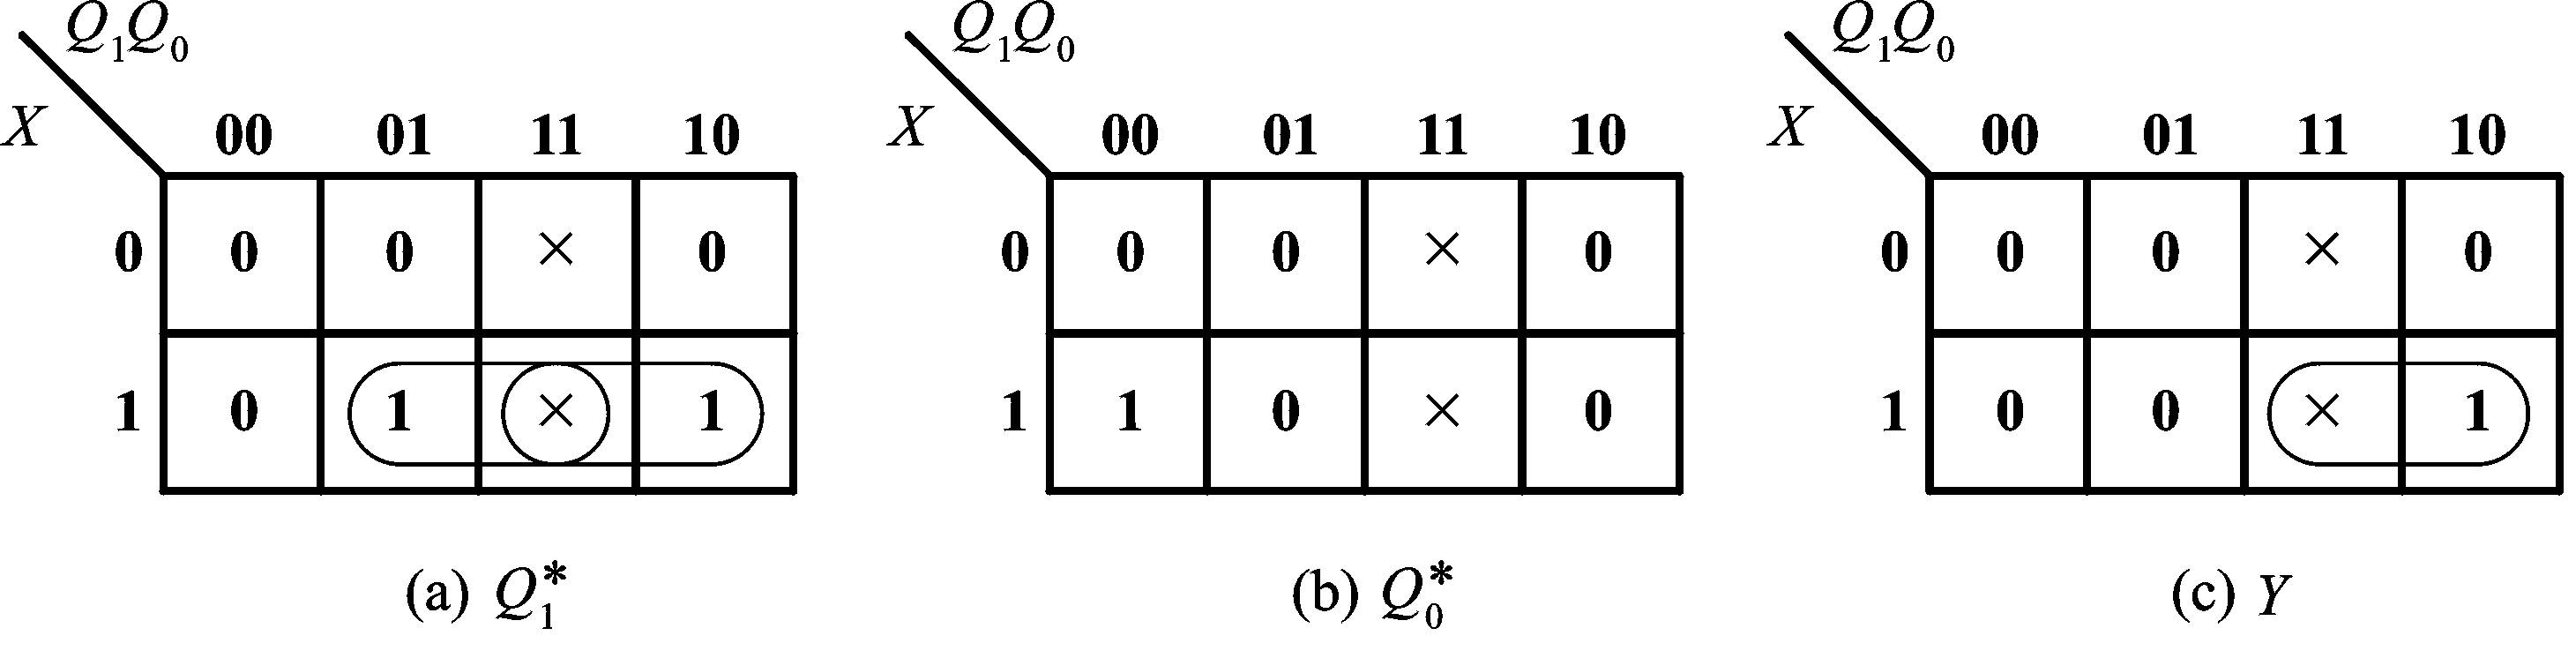 Q₁Q₀ Q₁Q₀ Q₁Q₀
X 00 01 11 10 X 00 01 11 10 X 00 01 11 10
0 0 0 × 0 0 0 0 × 0 0 0 0 × 0
1 0 1 × 1 1 1 0 × 0 1 0 0 × 1
(a) Q₁* (b) Q₀* (c) Y